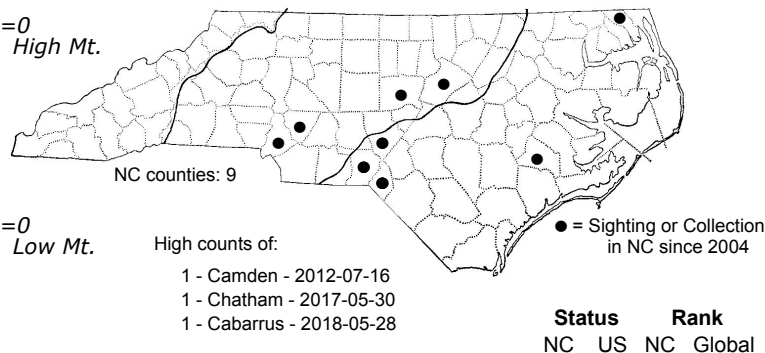 =0
High Mt.
NC counties: 9
=0
Low Mt.
High counts of:
1 - Camden - 2012-07-16
1 - Chatham - 2017-05-30
1 - Cabarrus - 2018-05-28
● = Sighting or Collection
in NC since 2004
Status Rank
NC US NC Global